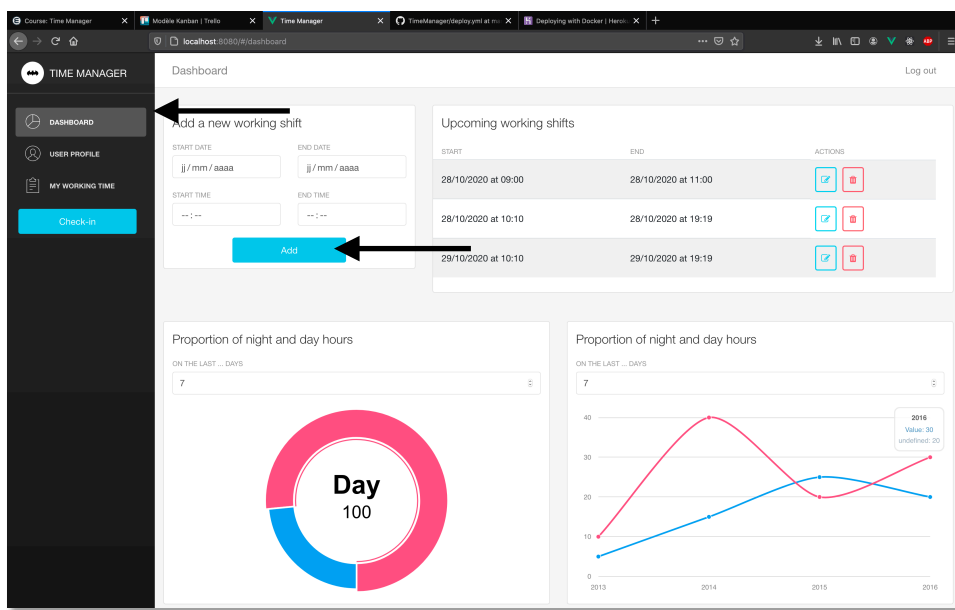 Course: Time Manager
Modèle Kanban | Trello
Time Manager
TimeManager/deploy.yml at m
Deploying with Docker | Herok
localhost:8080/#/dashboard
TIME MANAGER
Dashboard
Log out
DASHBOARD
USER PROFILE
MY WORKING TIME
Check-in
Add a new working shift
START DATE
END DATE
jj / mm / aaaa
jj / mm / aaaa
START TIME
END TIME
-- : --
-- : --
Add
Upcoming working shifts
START
END
ACTIONS
28/10/2020 at 09:00
28/10/2020 at 11:00
28/10/2020 at 10:10
28/10/2020 at 19:19
29/10/2020 at 10:10
29/10/2020 at 19:19
Proportion of night and day hours
ON THE LAST ... DAYS
7
Day
100
Proportion of night and day hours
ON THE LAST ... DAYS
7
40
30
20
10
0
2013
2014
2015
2016
2016
Value: 30
undefined: 20